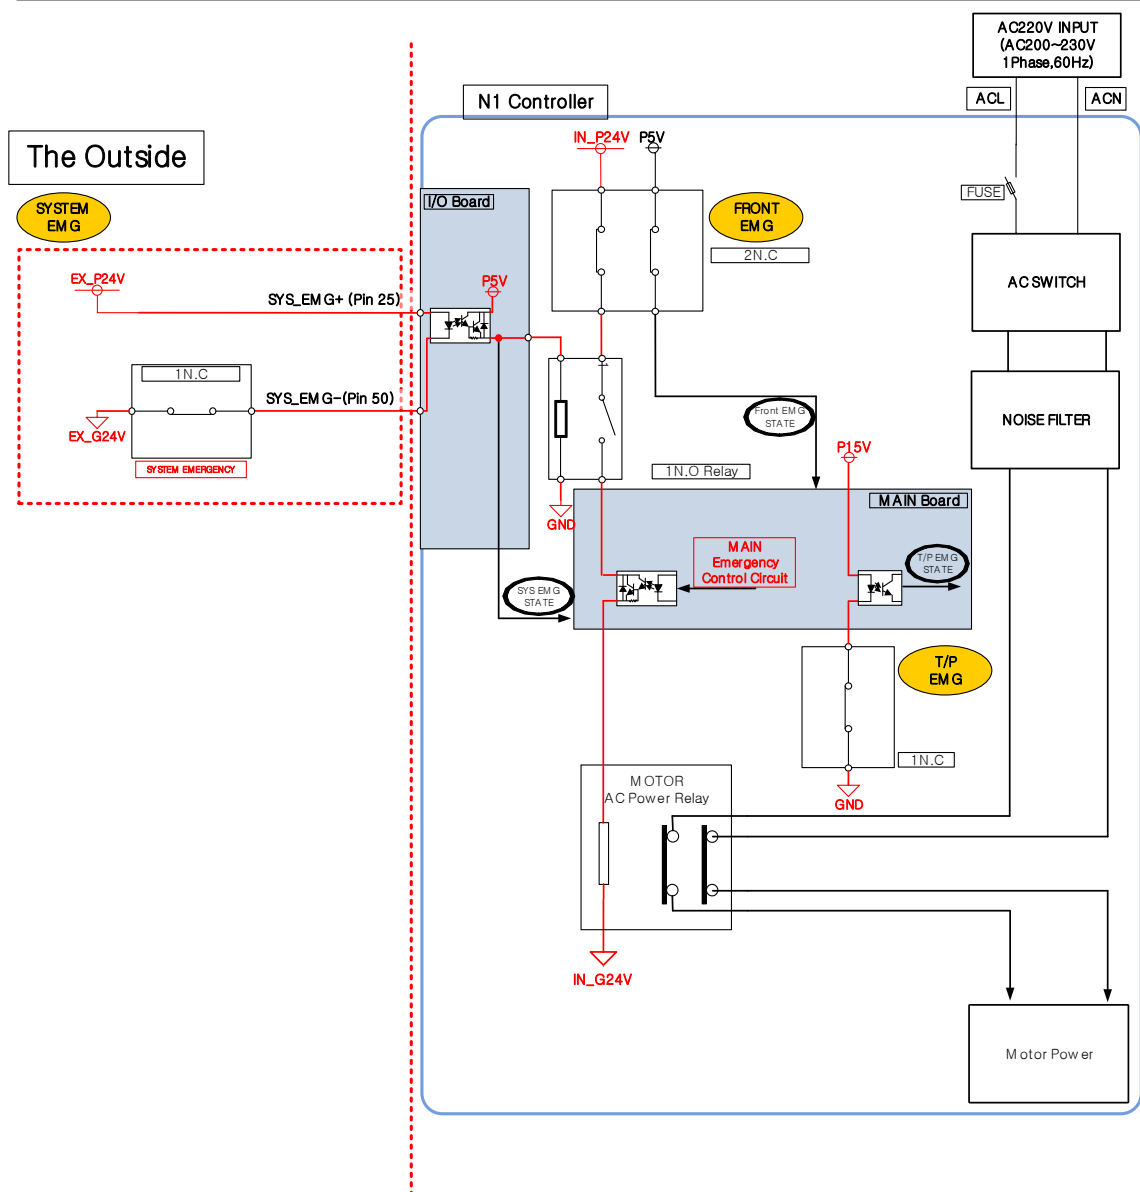 AC220V INPUT
(AC200~230V
1Phase,60Hz)
ACL
ACN
N1 Controller
The Outside
IN_P24V
P5V
FUSE
SYSTEM
EMG
I/O Board
FRONT
EMG
2N.C
EX_P24V
SYS_EMG+ (Pin 25)
P5V
AC SWITCH
1N.C
SYS_EMG-(Pin 50)
EX_G24V
SYSTEM EMERGENCY
Front EMG
STATE
NOISE FILTER
P15V
1N.O Relay
MAIN Board
GND
MAIN
Emergency
Control Circuit
T/P EMG
STATE
SYS EMG
STATE
T/P
EMG
1N.C
GND
MOTOR
AC Power Relay
IN_G24V
Motor Power